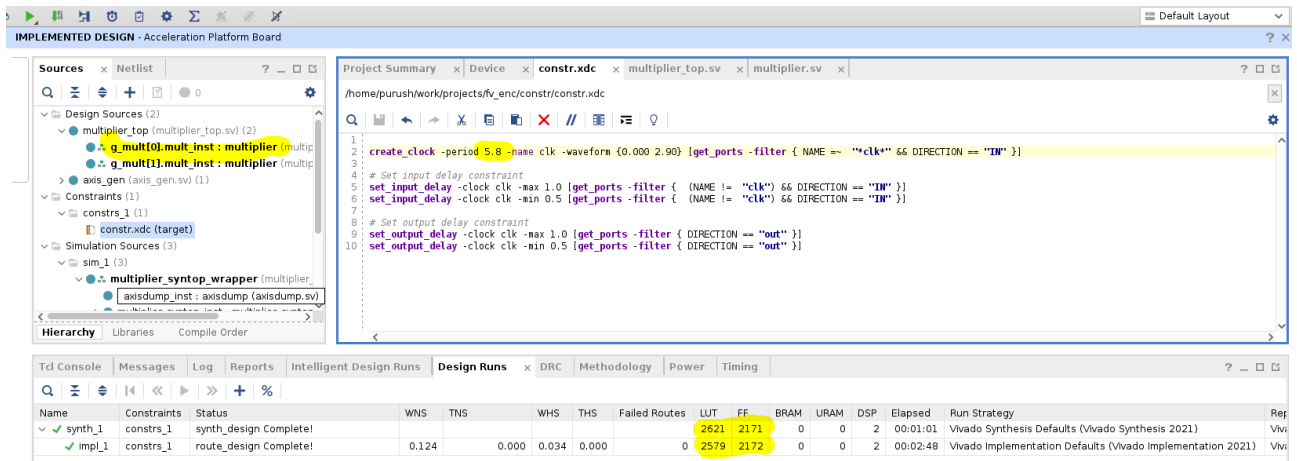 Default Layout
IMPLEMENTED DESIGN - Acceleration Platform Board
Sources Netlist
0
Design Sources (2)
multiplier_top (multiplier_top.sv) (2)
g_mult[0].mult_inst : multiplier (multip
g_mult[1].mult_inst : multiplier (multip
axis_gen (axis_gen.sv) (1)
Constraints (1)
constrs_1 (1)
constr.xdc (target)
Simulation Sources (3)
sim_1 (3)
multiplier_syntop_wrapper (multiplier_
axisdump_inst : axisdump (axisdump.sv)
Hierarchy Libraries Compile Order
Project Summary Device constr.xdc multiplier_top.sv multiplier.sv
/home/purush/work/projects/fv_enc/constr/constr.xdc
1
2 create_clock -period 5.8 -name clk -waveform {0.000 2.90} [get_ports -filter { NAME =~ "*clk*" && DIRECTION == "IN" }]
3
4 # Set input delay constraint
5 set_input_delay -clock clk -max 1.0 [get_ports -filter { (NAME != "clk") && DIRECTION == "IN" }]
6 set_input_delay -clock clk -min 0.5 [get_ports -filter { (NAME != "clk") && DIRECTION == "IN" }]
7
8 # Set output delay constraint
9 set_output_delay -clock clk -max 1.0 [get_ports -filter { DIRECTION == "out" }]
10 set_output_delay -clock clk -min 0.5 [get_ports -filter { DIRECTION == "out" }]
Tcl Console Messages Log Reports Intelligent Design Runs Design Runs DRC Methodology Power Timing
Name Constraints Status WNS TNS WHS THS Failed Routes LUT FF BRAM URAM DSP Elapsed Run Strategy Rep
synth_1 constrs_1 synth_design Complete! 2621 2171 0 0 2 00:01:01 Vivado Synthesis Defaults (Vivado Synthesis 2021) Viva
impl_1 constrs_1 route_design Complete! 0.124 0.000 0.034 0.000 0 2579 2172 0 0 2 00:02:48 Vivado Implementation Defaults (Vivado Implementation 2021) Viva